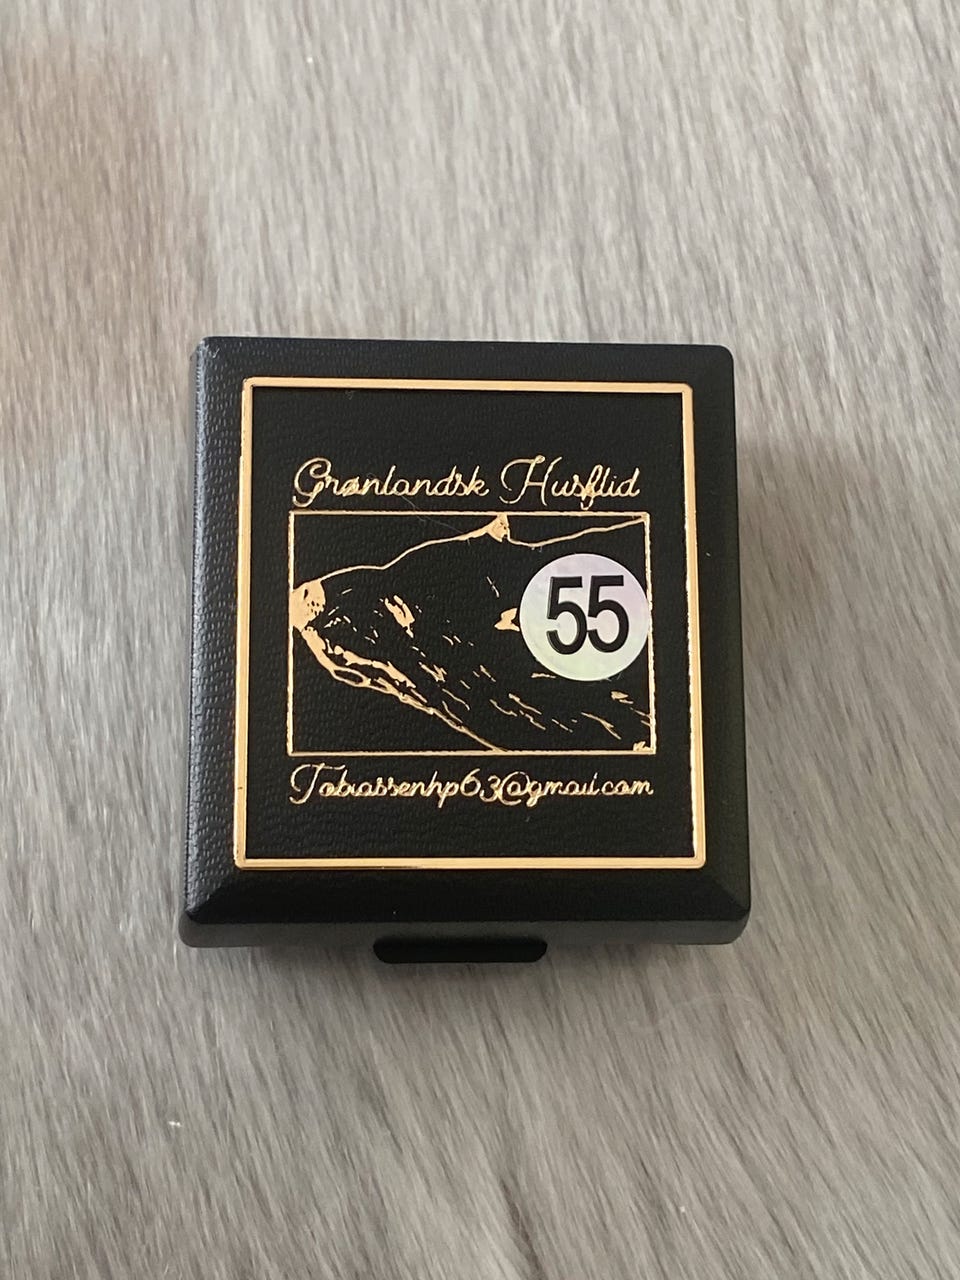 Grønlandsk Husflid
55
Tobiassenhp63@gmail.com